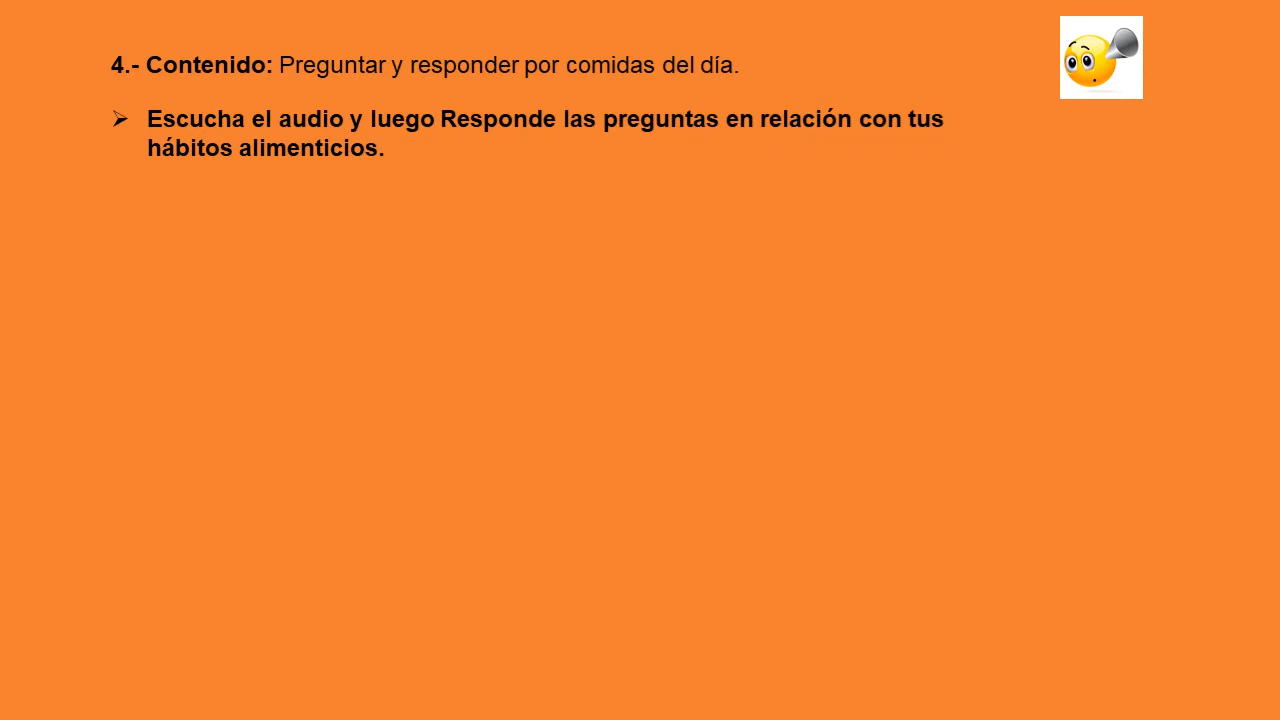 4.- Contenido: Preguntar y responder por comidas del día.
➢ Escucha el audio y luego Responde las preguntas en relación con tus
hábitos alimenticios.